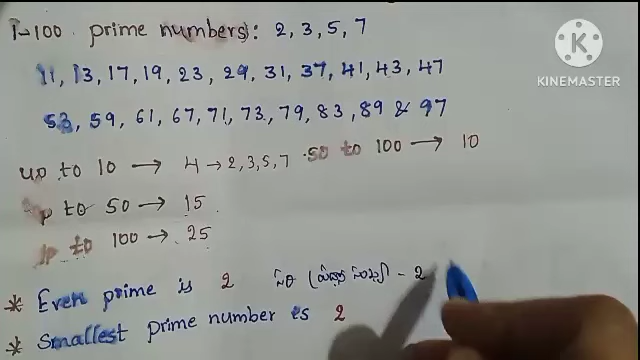 1-100 prime numbers: 2, 3, 5, 7
11, 13, 17, 19, 23, 29, 31, 37, 41, 43, 47
53, 59, 61, 67, 71, 73, 79, 83, 89 & 97
up to 10 → 4 → 2, 3, 5, 7 50 to 100 → 10
up to 50 → 15
up to 100 → 25
* Even prime is 2 ಸರಿ - 2
* Smallest prime number is 2
K
KINEMASTER